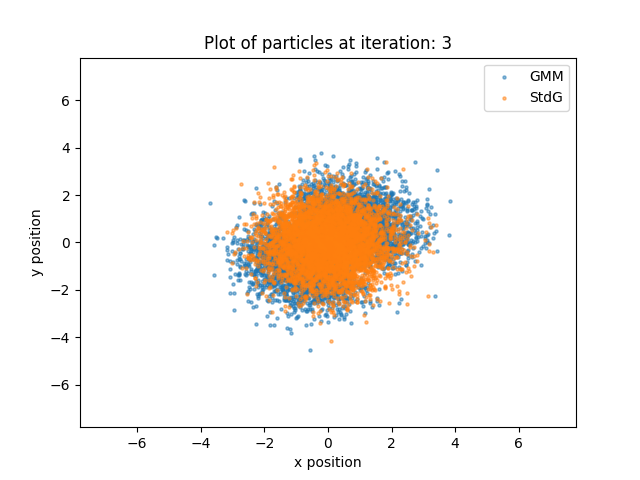 Plot of particles at iteration: 3
GMM
StdG
6
4
2
0
−2
−4
−6
y position
−6 −4 −2 0 2 4 6
x position